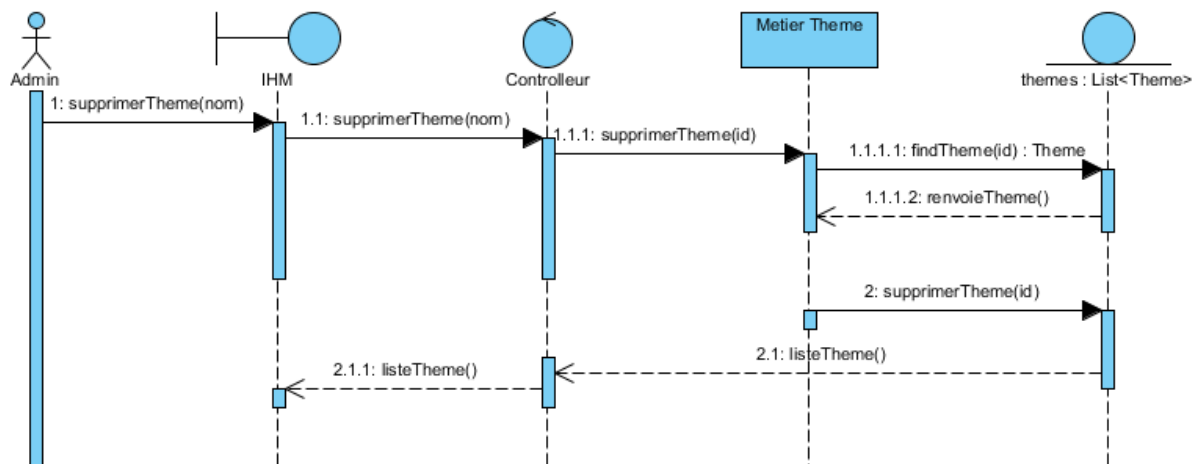 Metier Theme
Admin
IHM
Controlleur
themes : List<Theme>
1: supprimerTheme(nom)
1.1: supprimerTheme(nom)
1.1.1: supprimerTheme(id)
1.1.1.1: findTheme(id) : Theme
1.1.1.2: renvoieTheme()
2: supprimerTheme(id)
2.1: listeTheme()
2.1.1: listeTheme()